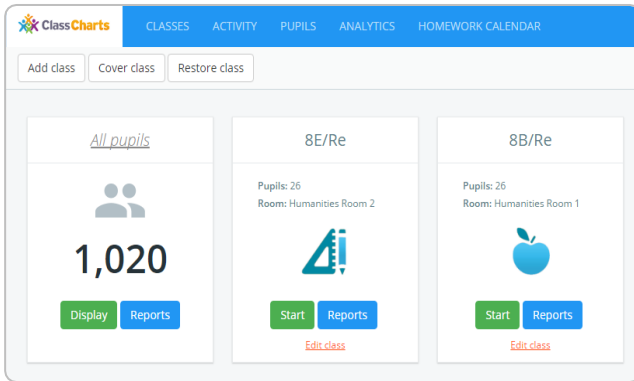 ClassCharts CLASSES ACTIVITY PUPILS ANALYTICS HOMEWORK CALENDAR
Add class Cover class Restore class
All pupils
1,020
Display Reports
8E/Re
Pupils: 26
Room: Humanities Room 2
Start Reports
Edit class
8B/Re
Pupils: 26
Room: Humanities Room 1
Start Reports
Edit class